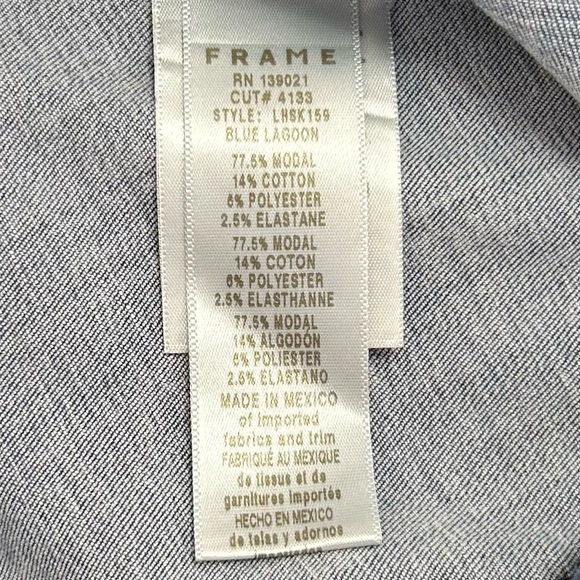 FRAME
RN 139021
CUT# 4133
STYLE: LHSK159
BLUE LAGOON
77.5% MODAL
14% COTTON
6% POLYESTER
2.5% ELASTANE
77.5% MODAL
14% COTON
6% POLYESTER
2.5% ELASTHANNE
77.5% MODAL
14% ALGODÓN
6% POLIESTER
2.5% ELASTANO
MADE IN MEXICO
of imported
fabrics and trim
FABRIQUÉ AU MEXIQUE
de tissus et de
garnitures importés
HECHO EN MEXICO
de telas y adornos